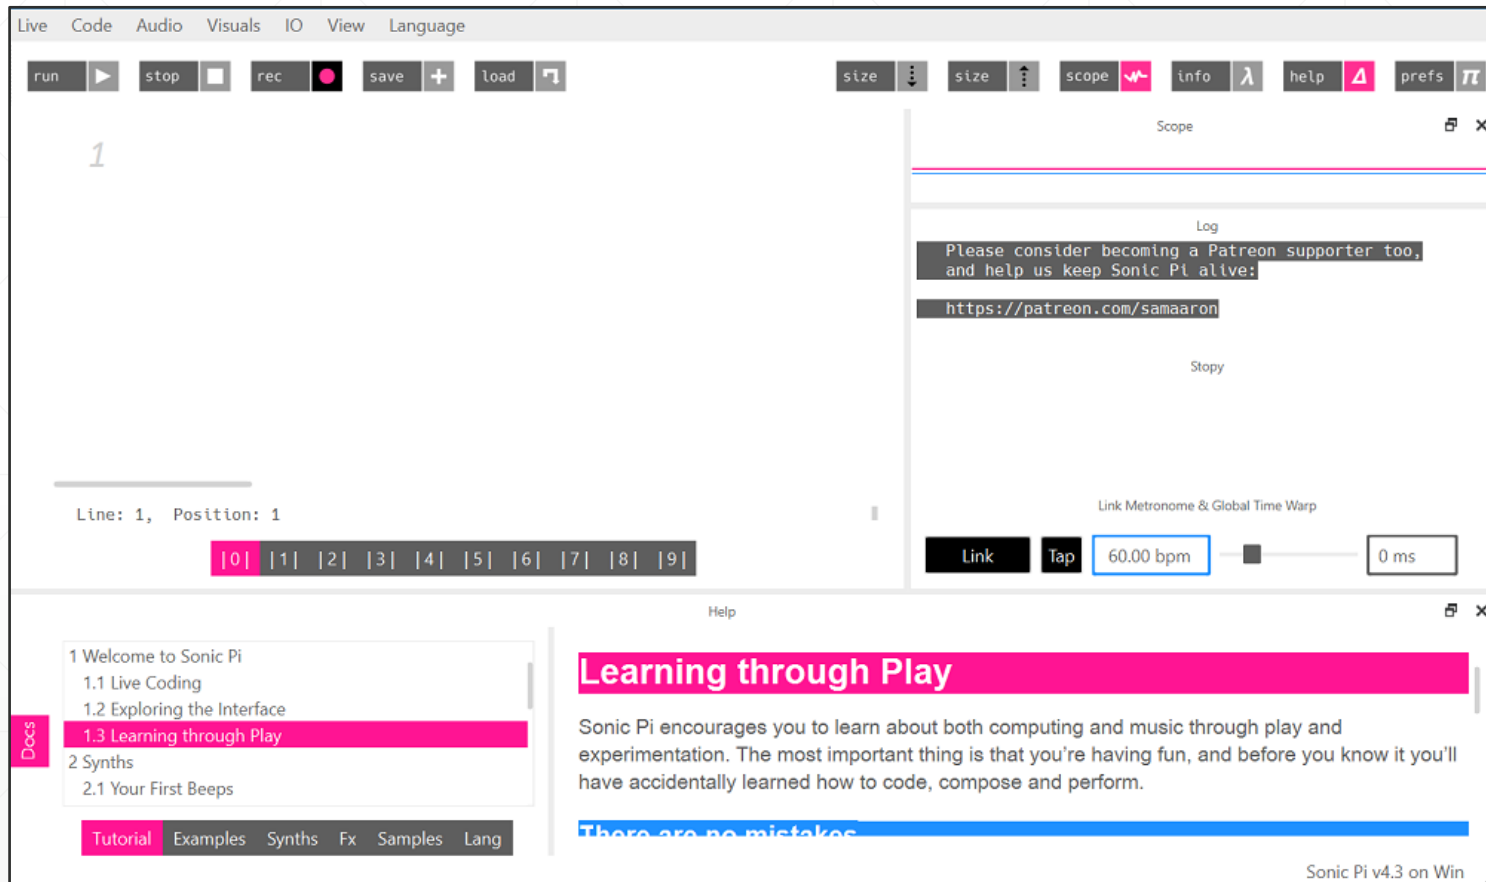 Live Code Audio Visuals IO View Language
run stop rec save load size size scope info λ help prefs π
Scope
1
Log
Please consider becoming a Patreon supporter too,
and help us keep Sonic Pi alive:
https://patreon.com/samaaron
Stopy
Line: 1, Position: 1
Link Metronome & Global Time Warp
|0| |1| |2| |3| |4| |5| |6| |7| |8| |9|
Link Tap 60.00 bpm 0 ms
Help
Docs
1 Welcome to Sonic Pi
1.1 Live Coding
1.2 Exploring the Interface
1.3 Learning through Play
2 Synths
2.1 Your First Beeps
Tutorial Examples Synths Fx Samples Lang
Learning through Play
Sonic Pi encourages you to learn about both computing and music through play and
experimentation. The most important thing is that you're having fun, and before you know it you'll
have accidentally learned how to code, compose and perform.
There are no mistakes
Sonic Pi v4.3 on Win